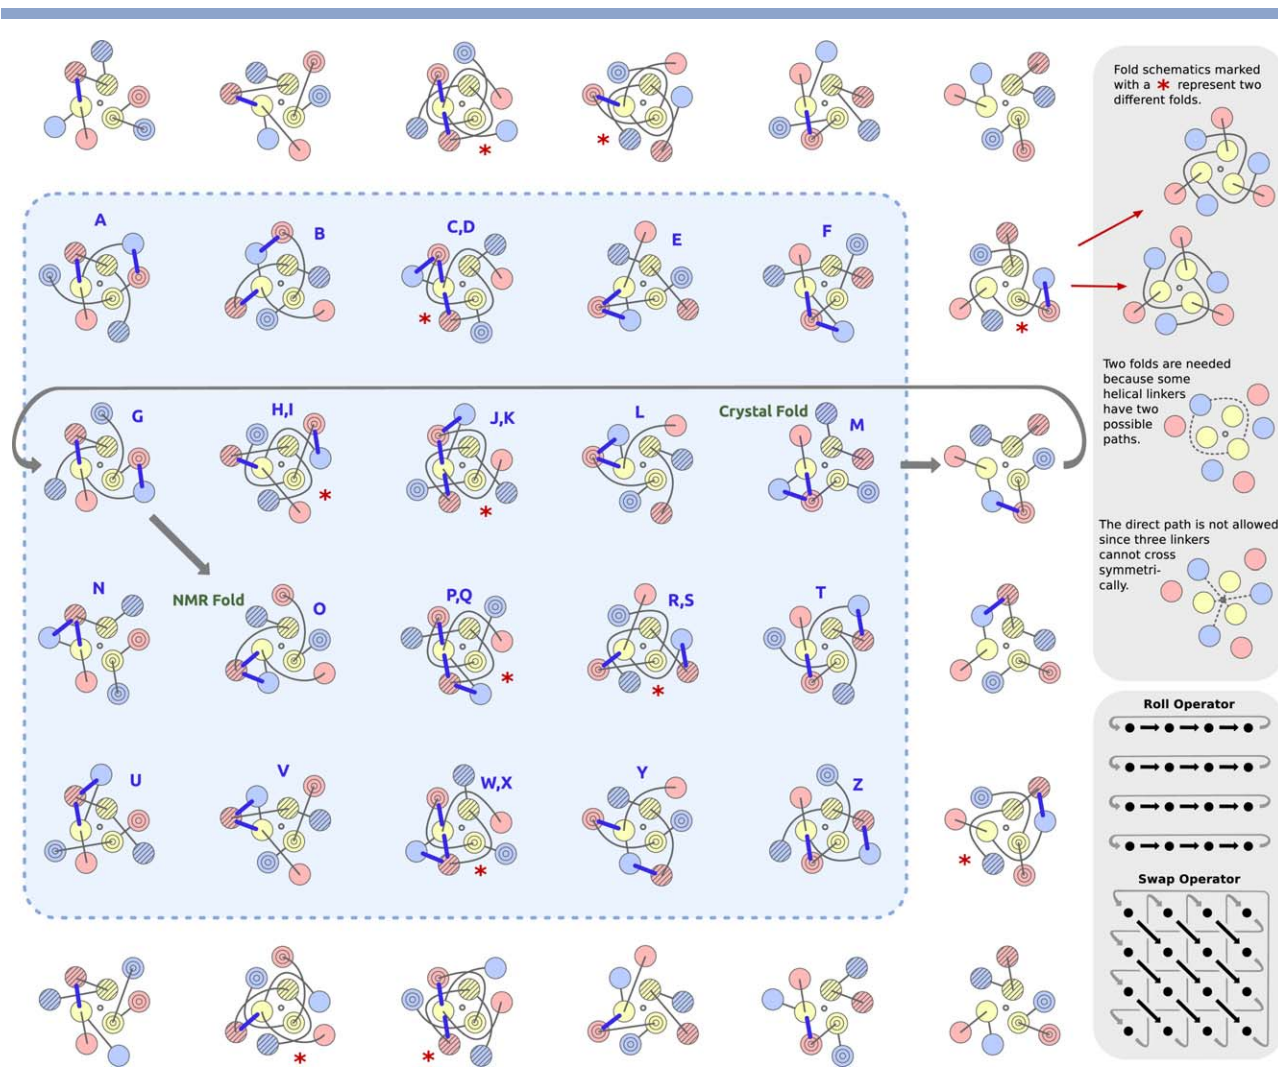 Fold schematics marked
with a * represent two
different folds.
*
*
A
B
C,D
E
F
*
*
Two folds are needed
because some
helical linkers
have two
possible
paths.
G
H,I
J,K
L
Crystal Fold
M
*
*
The direct path is not allowed
since three linkers
cannot cross
symmetri-
cally.
N
NMR Fold
O
P,Q
R,S
T
*
*
Roll Operator
U
V
W,X
Y
Z
*
*
Swap Operator
*
*